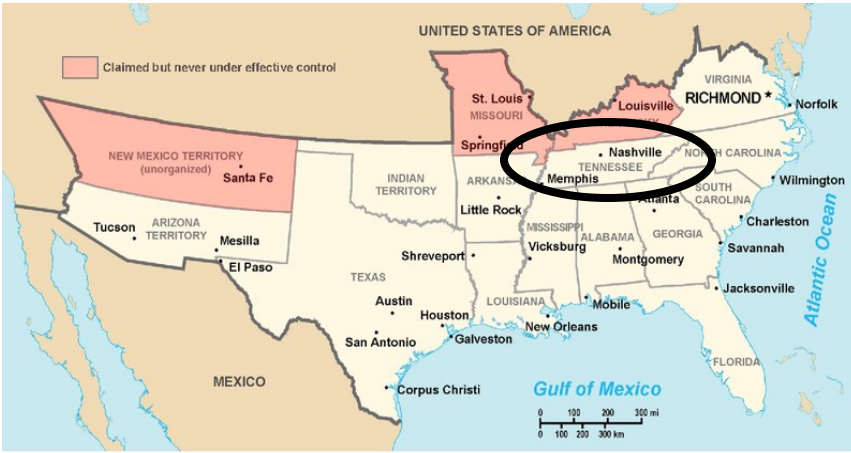 UNITED STATES OF AMERICA
Claimed but never under effective control
VIRGINIA
RICHMOND
Norfolk
St. Louis
MISSOURI
Springfield
Louisville
NEW MEXICO TERRITORY
(unorganized)
Santa Fe
Nashville
TENNESSEE
NORTH CAROLINA
Memphis
INDIAN
TERRITORY
ARKANSAS
Little Rock
SOUTH
CAROLINA
Wilmington
Atlanta
Tucson
ARIZONA
TERRITORY
Mesilla
El Paso
MISSISSIPPI
Vicksburg
ALABAMA
Montgomery
GEORGIA
Charleston
Savannah
Shreveport
TEXAS
Austin
Houston
San Antonio
Galveston
LOUISIANA
New Orleans
Mobile
Jacksonville
Atlantic Ocean
FLORIDA
MEXICO
Corpus Christi
Gulf of Mexico
0 100 200 300 mi
0 100 200 300 km